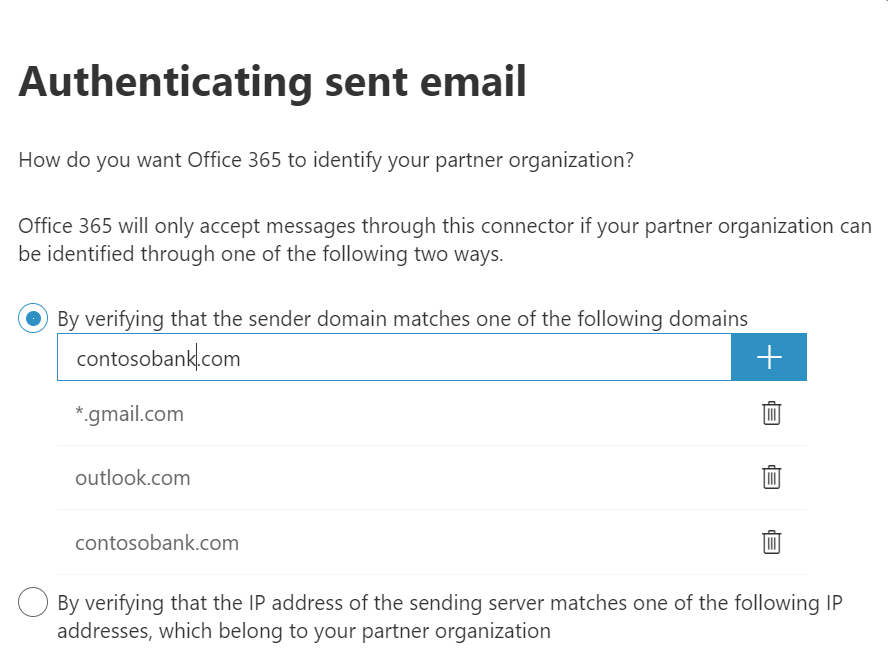 Authenticating sent email
How do you want Office 365 to identify your partner organization?
Office 365 will only accept messages through this connector if your partner organization can
be identified through one of the following two ways.
By verifying that the sender domain matches one of the following domains
contosobank.com
*.gmail.com
outlook.com
contosobank.com
By verifying that the IP address of the sending server matches one of the following IP
addresses, which belong to your partner organization